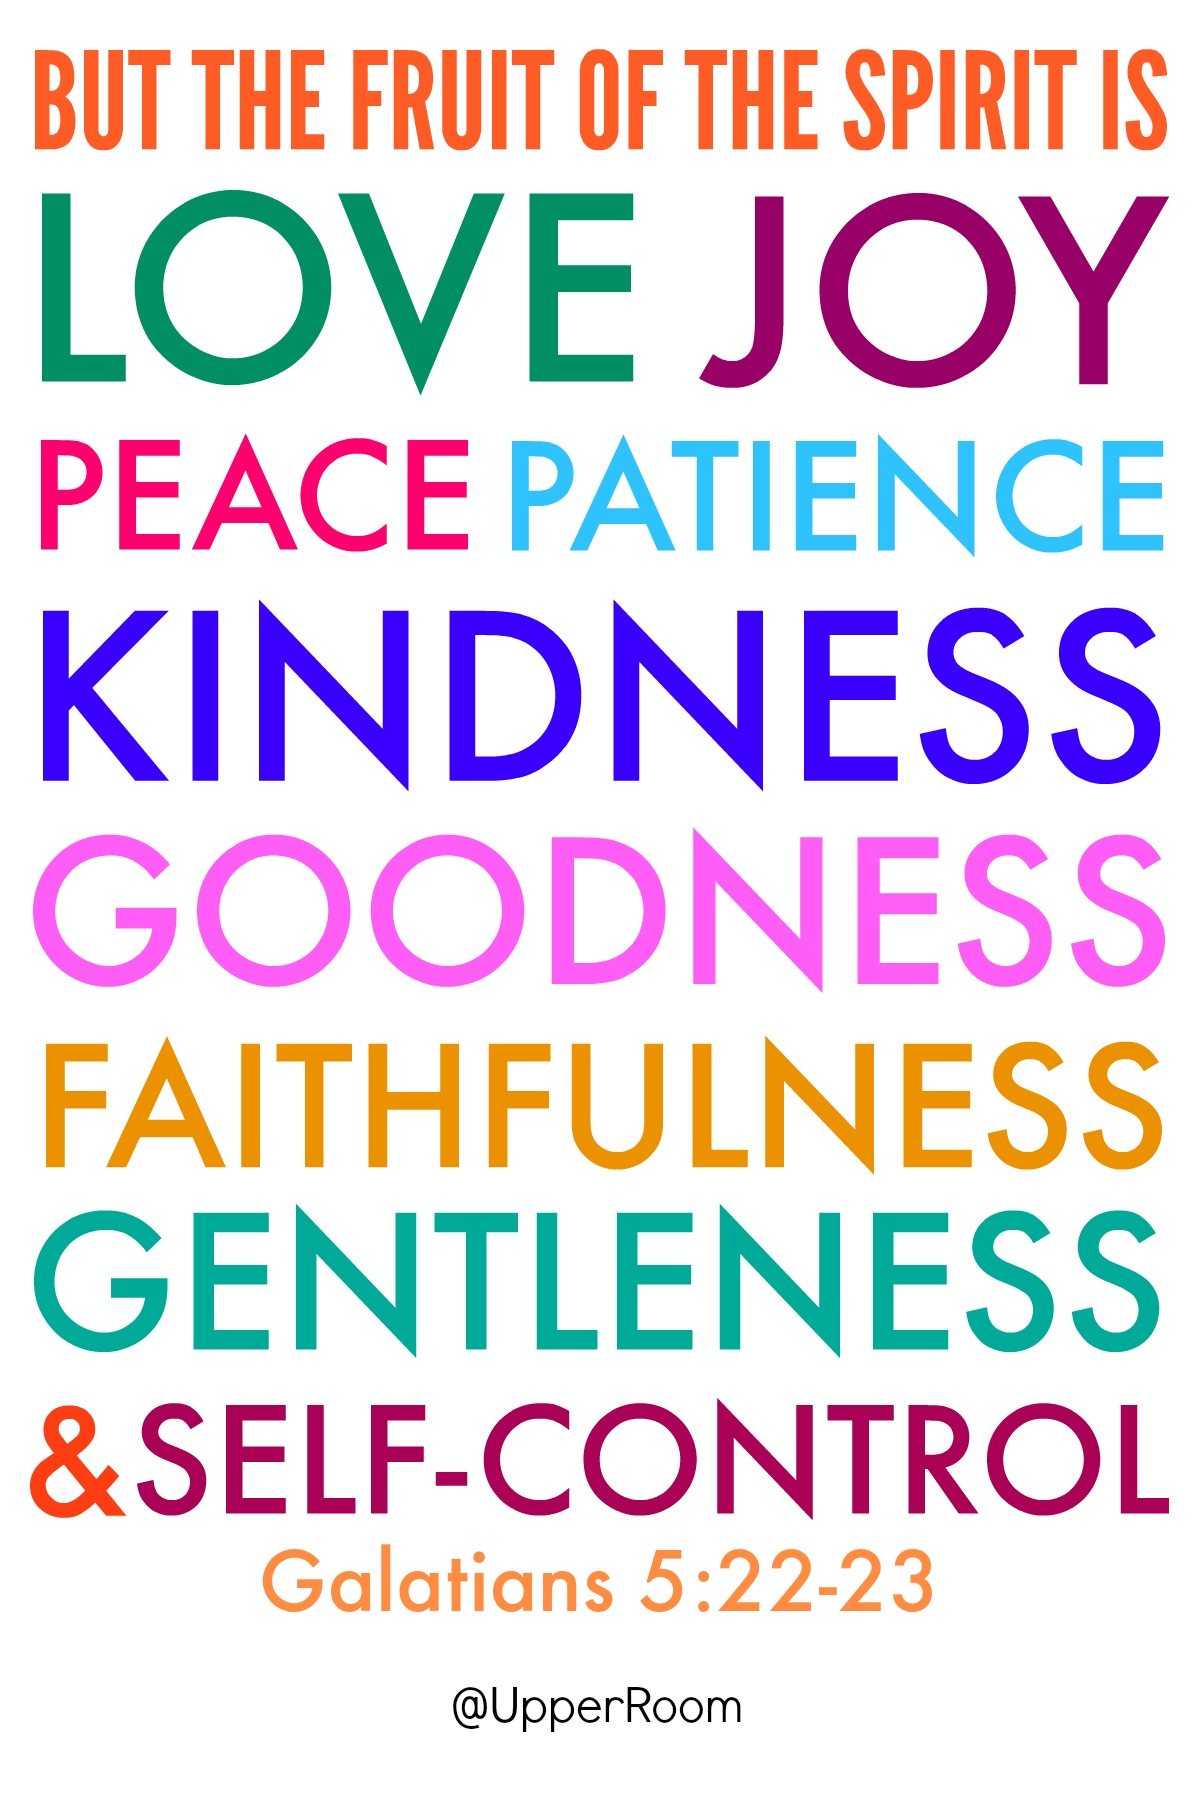 BUT THE FRUIT OF THE SPIRIT IS
LOVE JOY
PEACE PATIENCE
KINDNESS
GOODNESS
FAITHFULNESS
GENTLENESS
&SELF-CONTROL
Galatians 5:22-23
@UpperRoom